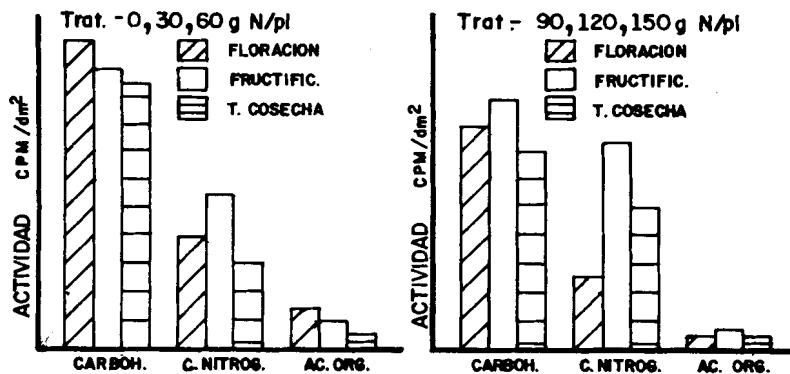 Trat. - 0, 30, 60 g N/pl
FLORACION
FRUCTIFIC.
T. COSECHA
ACTIVIDAD CPM/dm²
CARBOH. C. NITROG. AC. ORG.
Trat - 90, 120, 150 g N/pl
FLORACION
FRUCTIFIC.
T. COSECHA
ACTIVIDAD CPM/dm²
CARBOH. C. NITROG. AC. ORG.